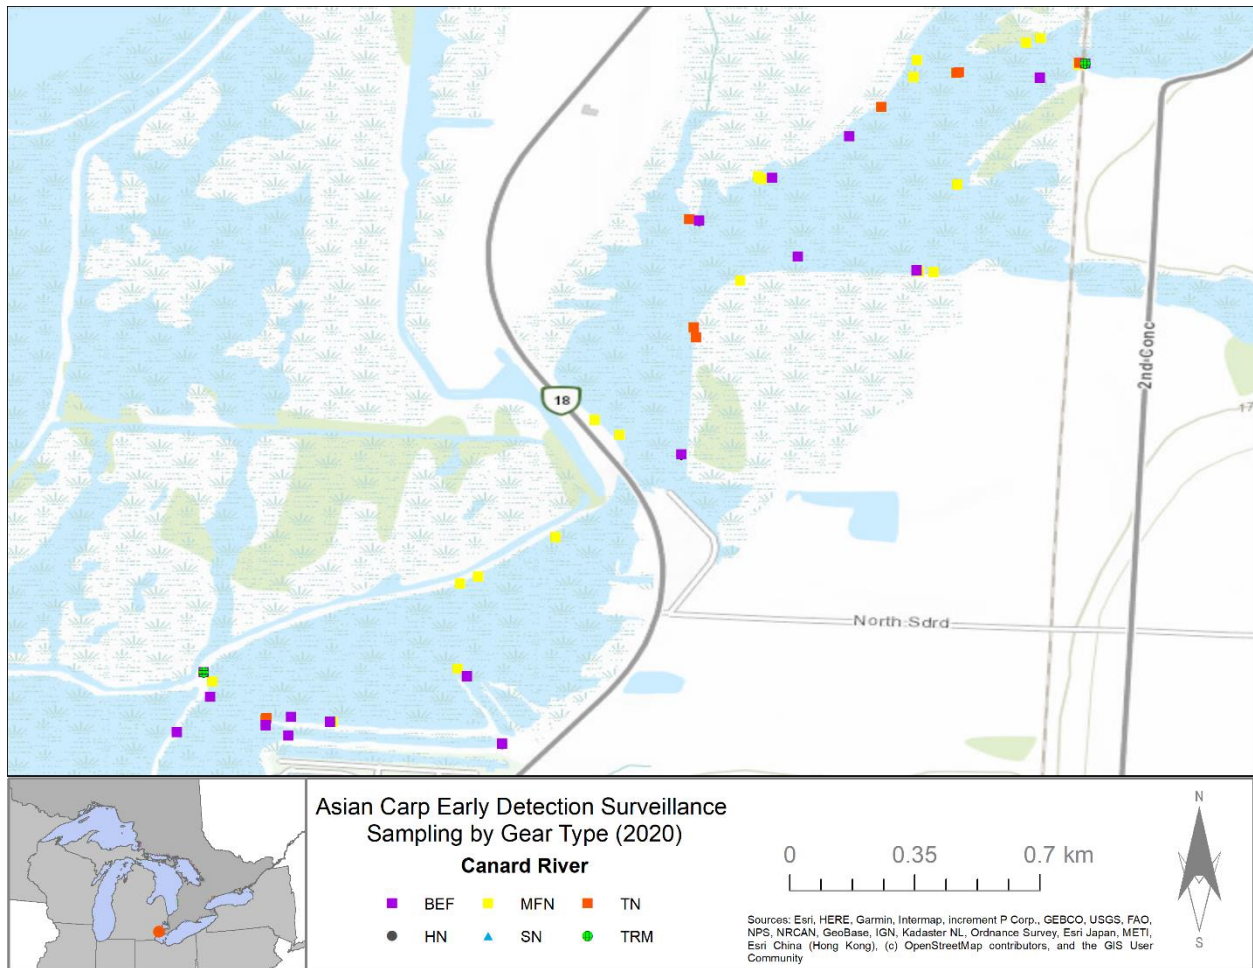 18
2nd Conc
17
North Sdrd
Asian Carp Early Detection Surveillance
Sampling by Gear Type (2020)
Canard River
BEF
MFN
TN
HN
SN
TRM
0
0.35
0.7 km
N
S
Sources: Esri, HERE, Garmin, Intermap, increment P Corp., GEBCO, USGS, FAO,
NPS, NRCAN, GeoBase, IGN, Kadaster NL, Ordnance Survey, Esri Japan, METI,
Esri China (Hong Kong), (c) OpenStreetMap contributors, and the GIS User
Community